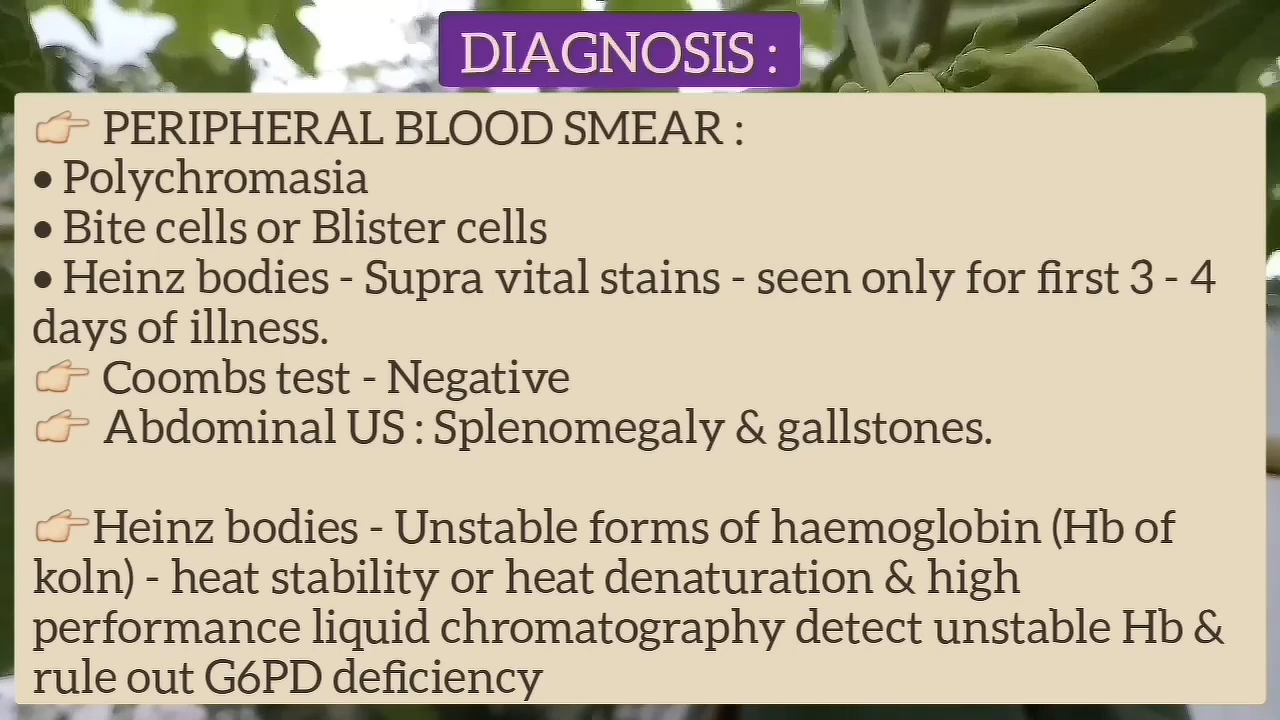 DIAGNOSIS :
👉 PERIPHERAL BLOOD SMEAR :
• Polychromasia
• Bite cells or Blister cells
• Heinz bodies - Supra vital stains - seen only for first 3 - 4
days of illness.
👉 Coombs test - Negative
👉 Abdominal US : Splenomegaly & gallstones.
👉Heinz bodies - Unstable forms of haemoglobin (Hb of
koln) - heat stability or heat denaturation & high
performance liquid chromatography detect unstable Hb &
rule out G6PD deficiency